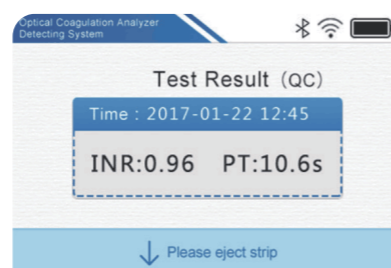 Optical Coagulation Analyzer
Detecting System
Test Result (QC)
Time : 2017-01-22 12:45
INR:0.96 PT:10.6s
Please eject strip